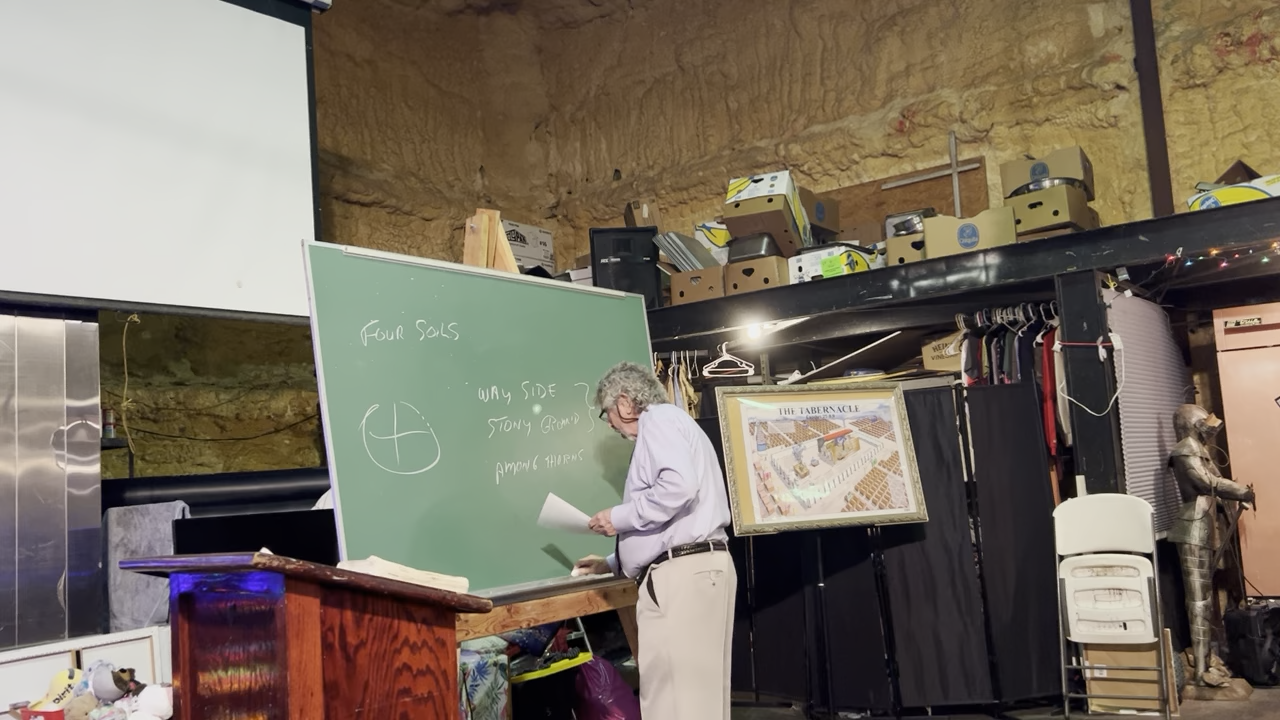 FOUR SOILS
WAY SIDE
STONY GROUND
AMONG THORNS
THE TABERNACLE